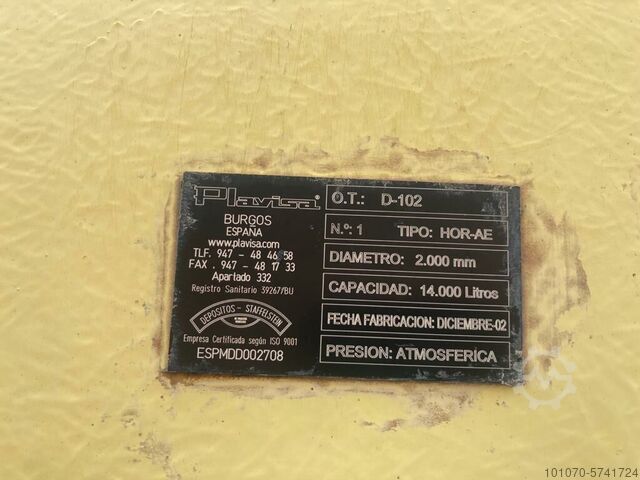 Plavisa®
BURGOS
ESPAÑA
www.plavisa.com
TLF. 947 - 48 46 58
FAX . 947 - 48 17 33
Apartado 332
Registro Sanitario 39267/BU
DEPOSITOS - STAFFELSTEIN
Empresa Certificada según ISO 9001
ESPMDD002708
O.T.: D-102
N.º: 1 TIPO: HOR-AE
DIAMETRO: 2.000 mm
CAPACIDAD: 14.000 Litros
FECHA FABRICACION: DICIEMBRE-02
PRESION: ATMOSFERICA
101070-5741724